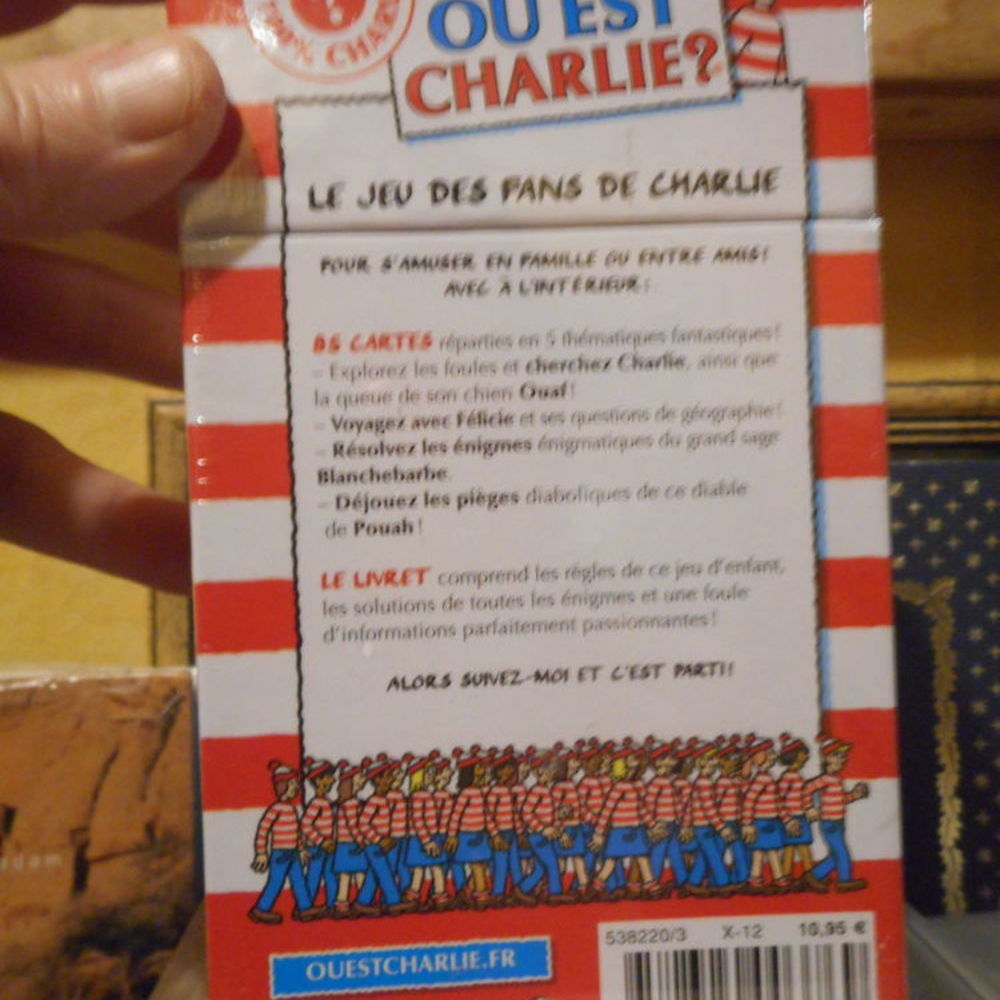 100% CHARLIE
OÙ EST
CHARLIE?
LE JEU DES FANS DE CHARLIE
POUR S'AMUSER EN FAMILLE OU ENTRE AMIS!
AVEC À L'INTÉRIEUR:
85 CARTES réparties en 5 thématiques fantastiques!
– Explorez les foules et cherchez Charlie, ainsi que
la queue de son chien Ouaf!
– Voyagez avec Félicie et ses questions de géographie!
– Résolvez les énigmes énigmatiques du grand sage
Blanchebarbe.
– Déjouez les pièges diaboliques de ce diable
de Pouah!
LE LIVRET comprend les règles de ce jeu d'enfant,
les solutions de toutes les énigmes et une foule
d'informations parfaitement passionnantes!
ALORS SUIVEZ-MOI ET C'EST PARTI!
OUESTCHARLIE.FR
538220/3 X-12 10,95 €